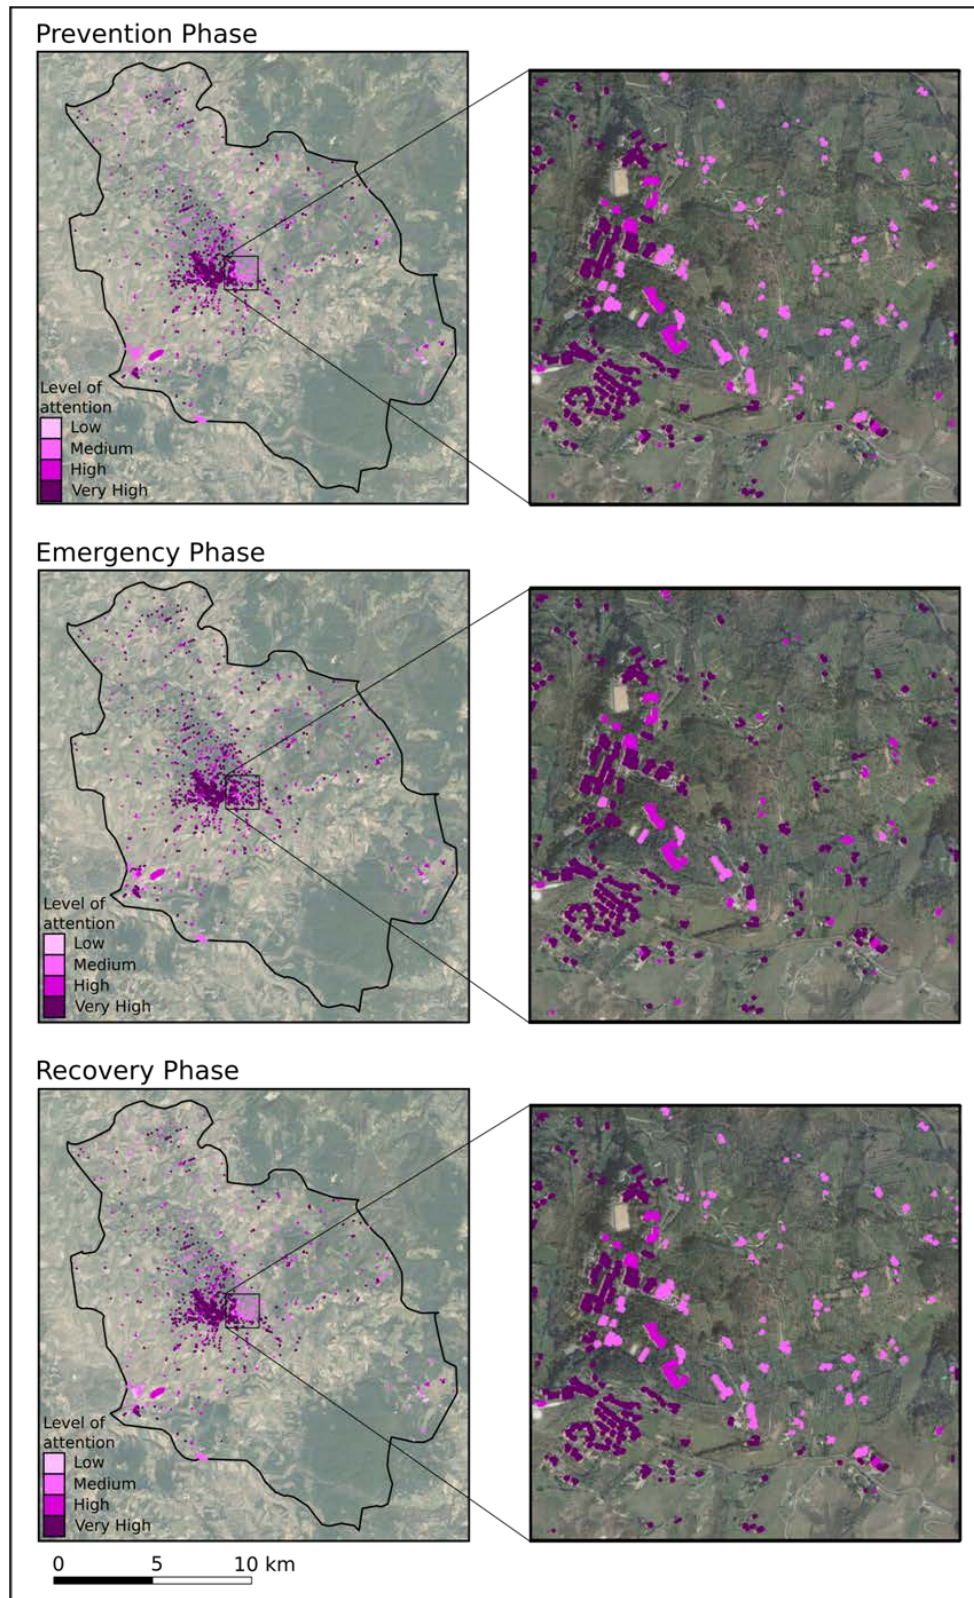 Prevention Phase
Level of
attention
Low
Medium
High
Very High
Emergency Phase
Level of
attention
Low
Medium
High
Very High
Recovery Phase
Level of
attention
Low
Medium
High
Very High
0 5 10 km